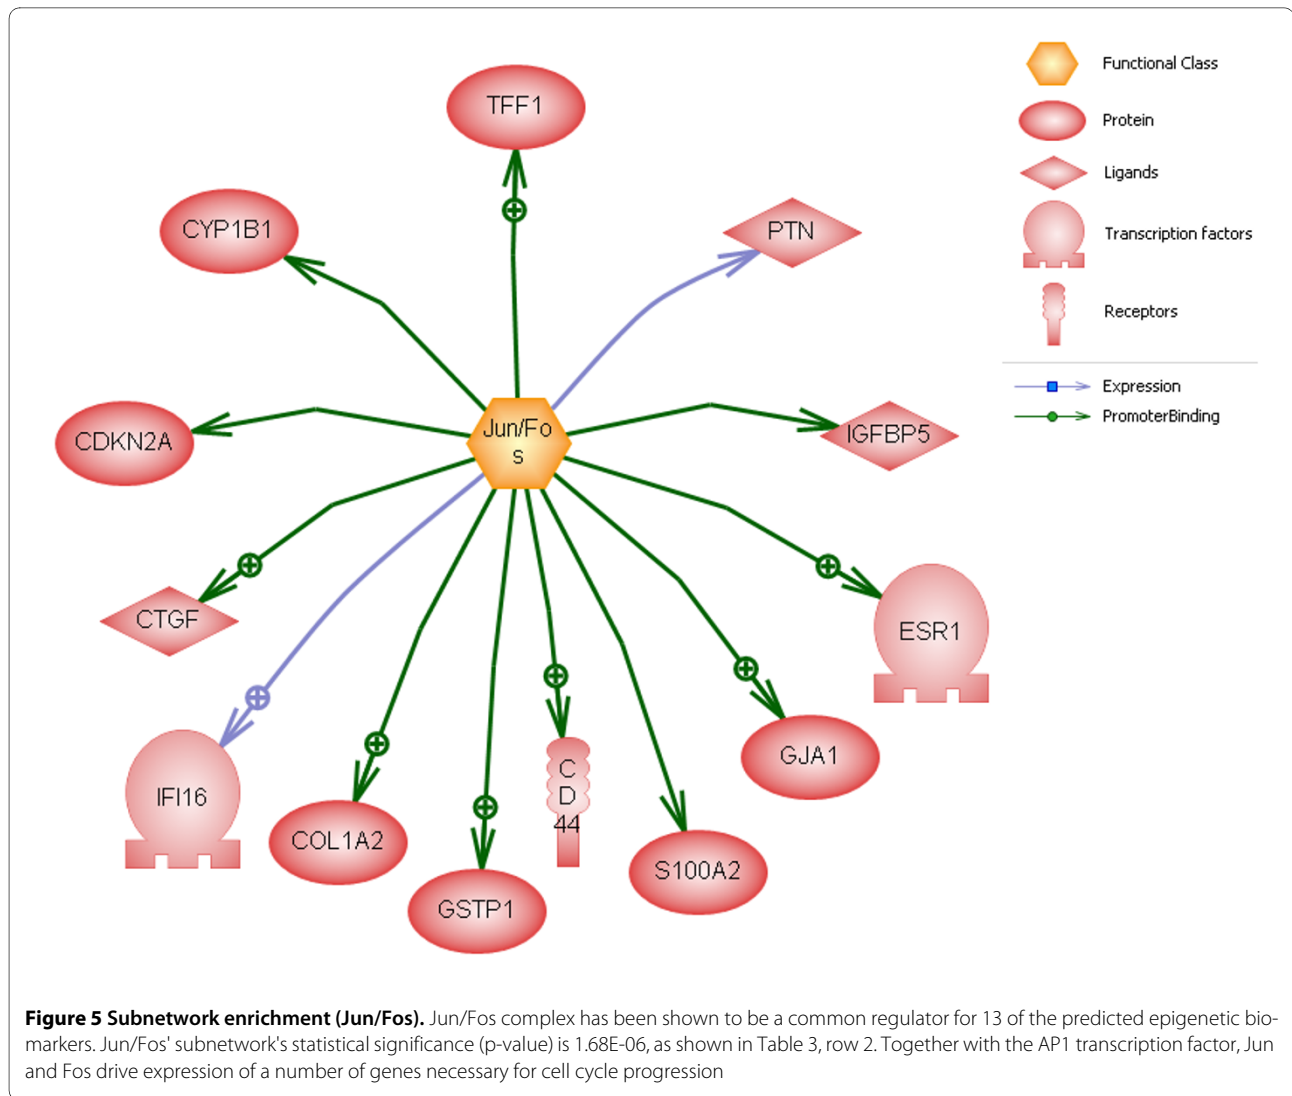 TFF1
CYP1B1
PTN
CDKN2A
Jun/Fo
s
IGFBP5
CTGF
ESR1
IFI16
COL1A2
GSTP1
C
D
44
S100A2
GJA1
Functional Class
Protein
Ligands
Transcription factors
Receptors
Expression
PromoterBinding
Figure 5 Subnetwork enrichment (Jun/Fos). Jun/Fos complex has been shown to be a common regulator for 13 of the predicted epigenetic bio-
markers. Jun/Fos' subnetwork's statistical significance (p-value) is 1.68E-06, as shown in Table 3, row 2. Together with the AP1 transcription factor, Jun
and Fos drive expression of a number of genes necessary for cell cycle progression